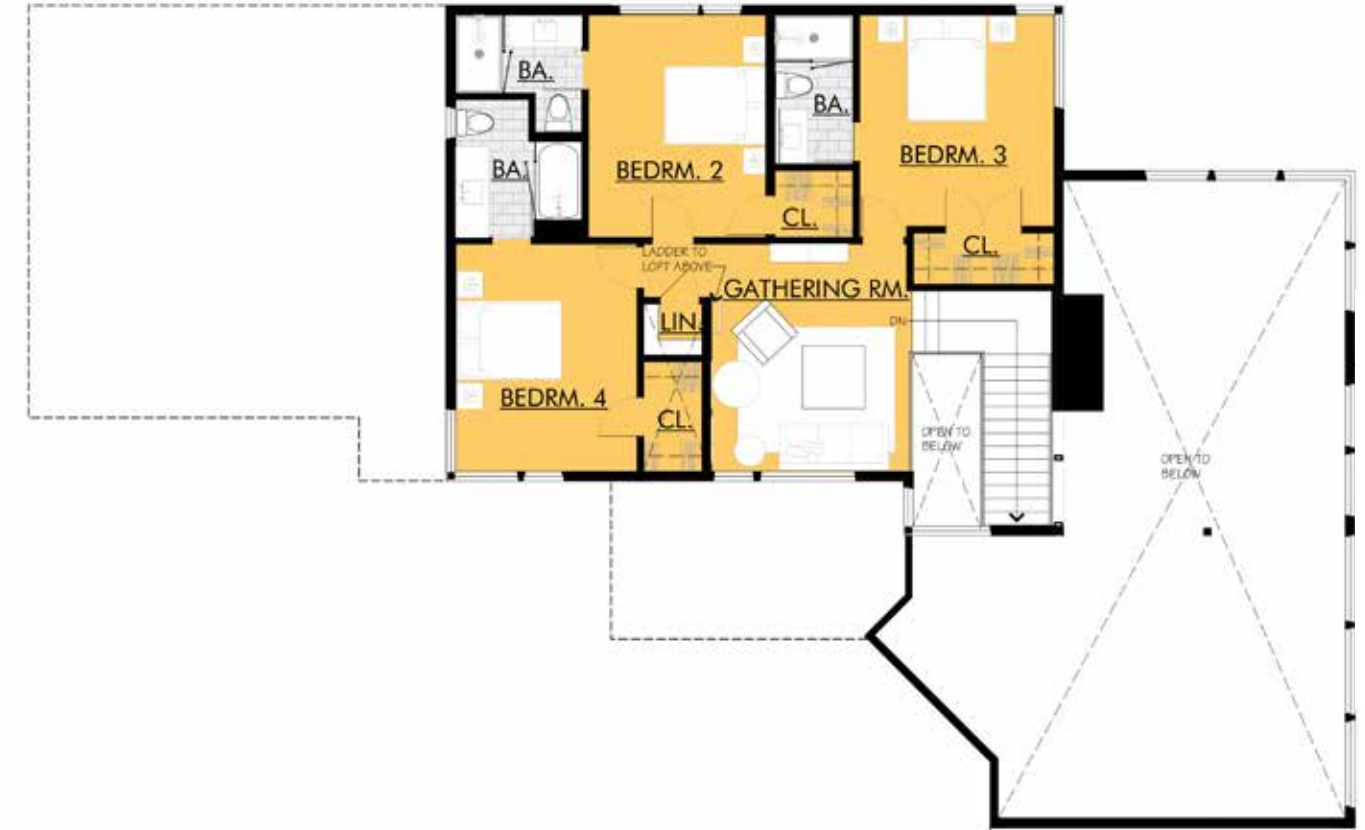 BA.
BA.
BEDRM. 3
BA.
BEDRM. 2
CL.
CL.
LADDER TO
LOFT ABOVE
GATHERING RM.
LIN.
DN
BEDRM. 4
CL.
OPEN TO
BELOW
OPEN TO
BELOW